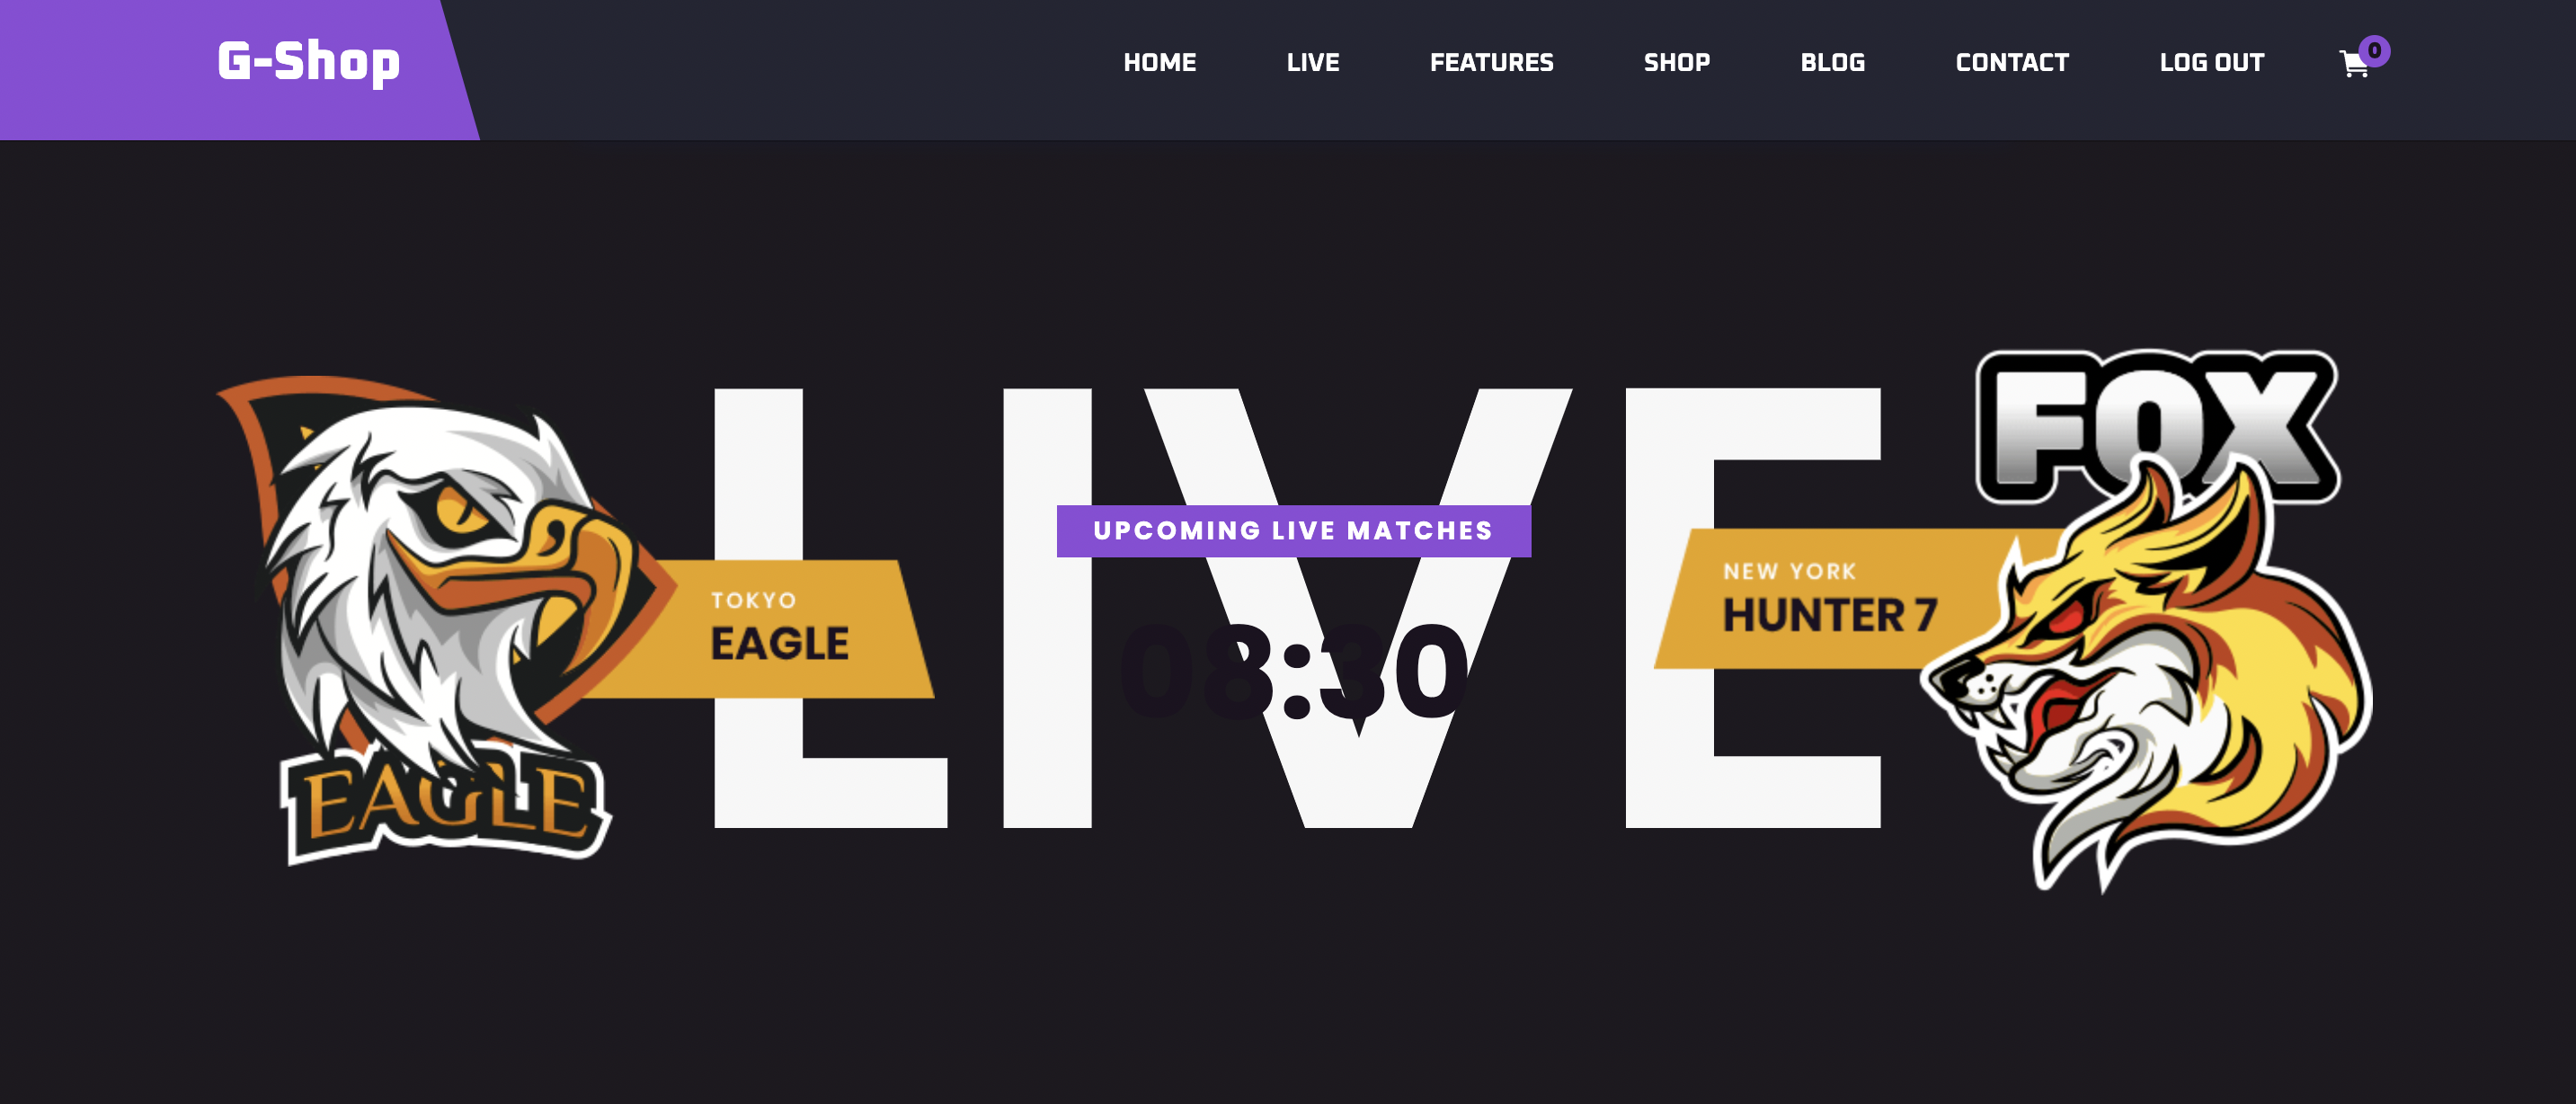 G-Shop
HOME LIVE FEATURES SHOP BLOG CONTACT LOG OUT 0
LIVE
FOX
UPCOMING LIVE MATCHES
NEW YORK
HUNTER 7
TOKYO
EAGLE
08:30
EAGLE